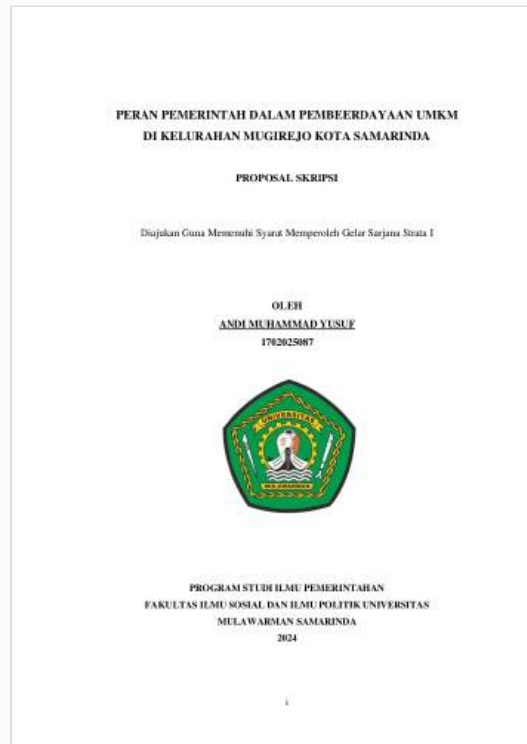 PERAN PEMERINTAH DALAM PEMBEERDAYAAN UMKM
DI KELURAHAN MUGIREJO KOTA SAMARINDA
PROPOSAL SKRIPSI
Diajukan Guna Memenuhi Syarat Memperoleh Gelar Sarjana Strata I
OLEH
ANDI MUHAMMAD YUSUF
1702025087
UNIVERSITAS
MULAWARMAN
PROGRAM STUDI ILMU PEMERINTAHAN
FAKULTAS ILMU SOSIAL DAN ILMU POLITIK UNIVERSITAS
MULAWARMAN SAMARINDA
2024
i